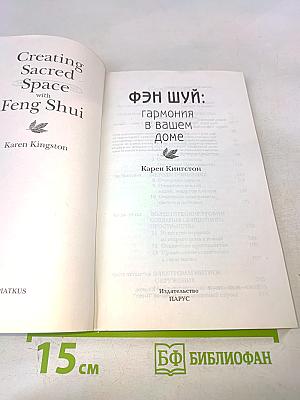 Creating
Sacred
Space
with
Feng Shui
Karen Kingston
PIATKUS
ФЭН ШУЙ:
гармония
в вашем
доме
Карен Кингстон
Издательство
ПАРУС
15 см
БФ БИБЛИОФАН